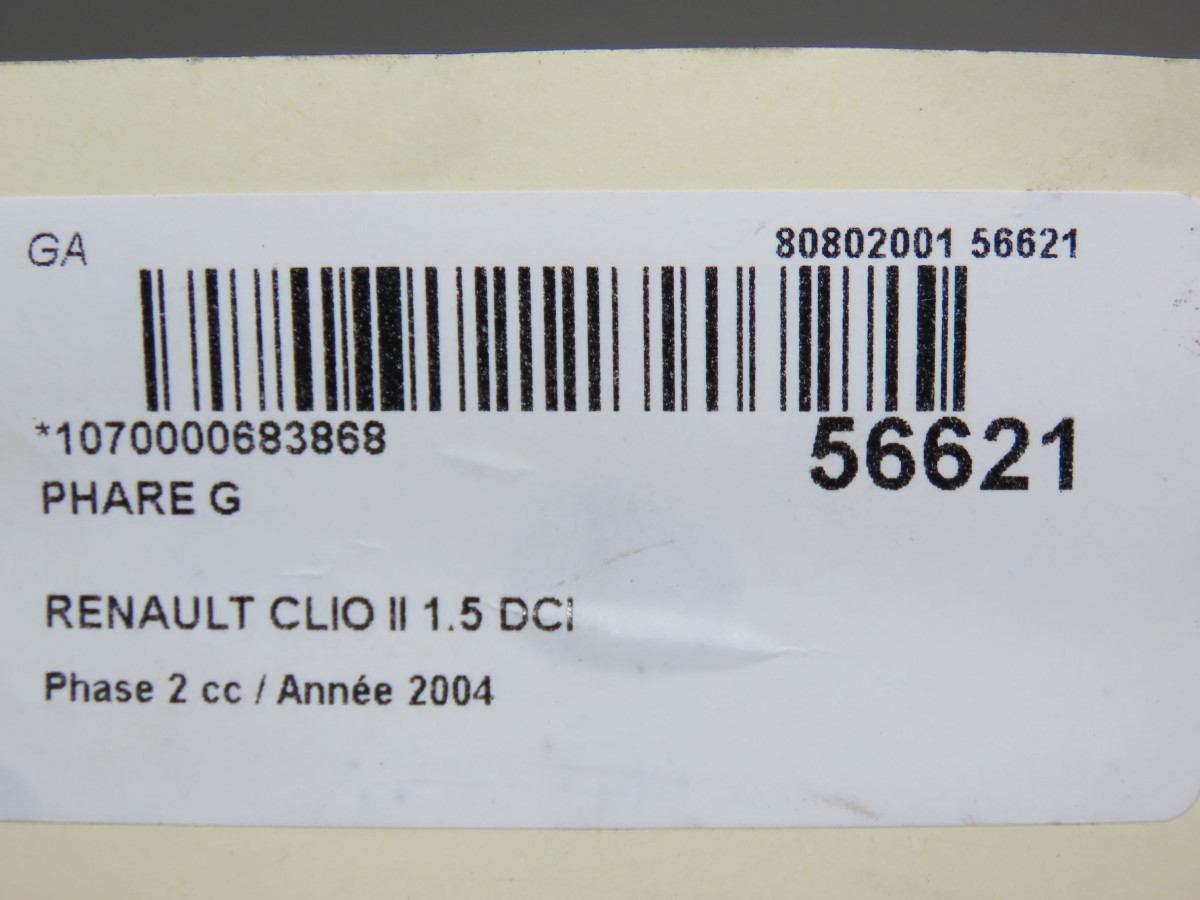 GA
80802001 56621
*1070000683868
56621
PHARE G
RENAULT CLIO II 1.5 DCI
Phase 2 cc / Année 2004